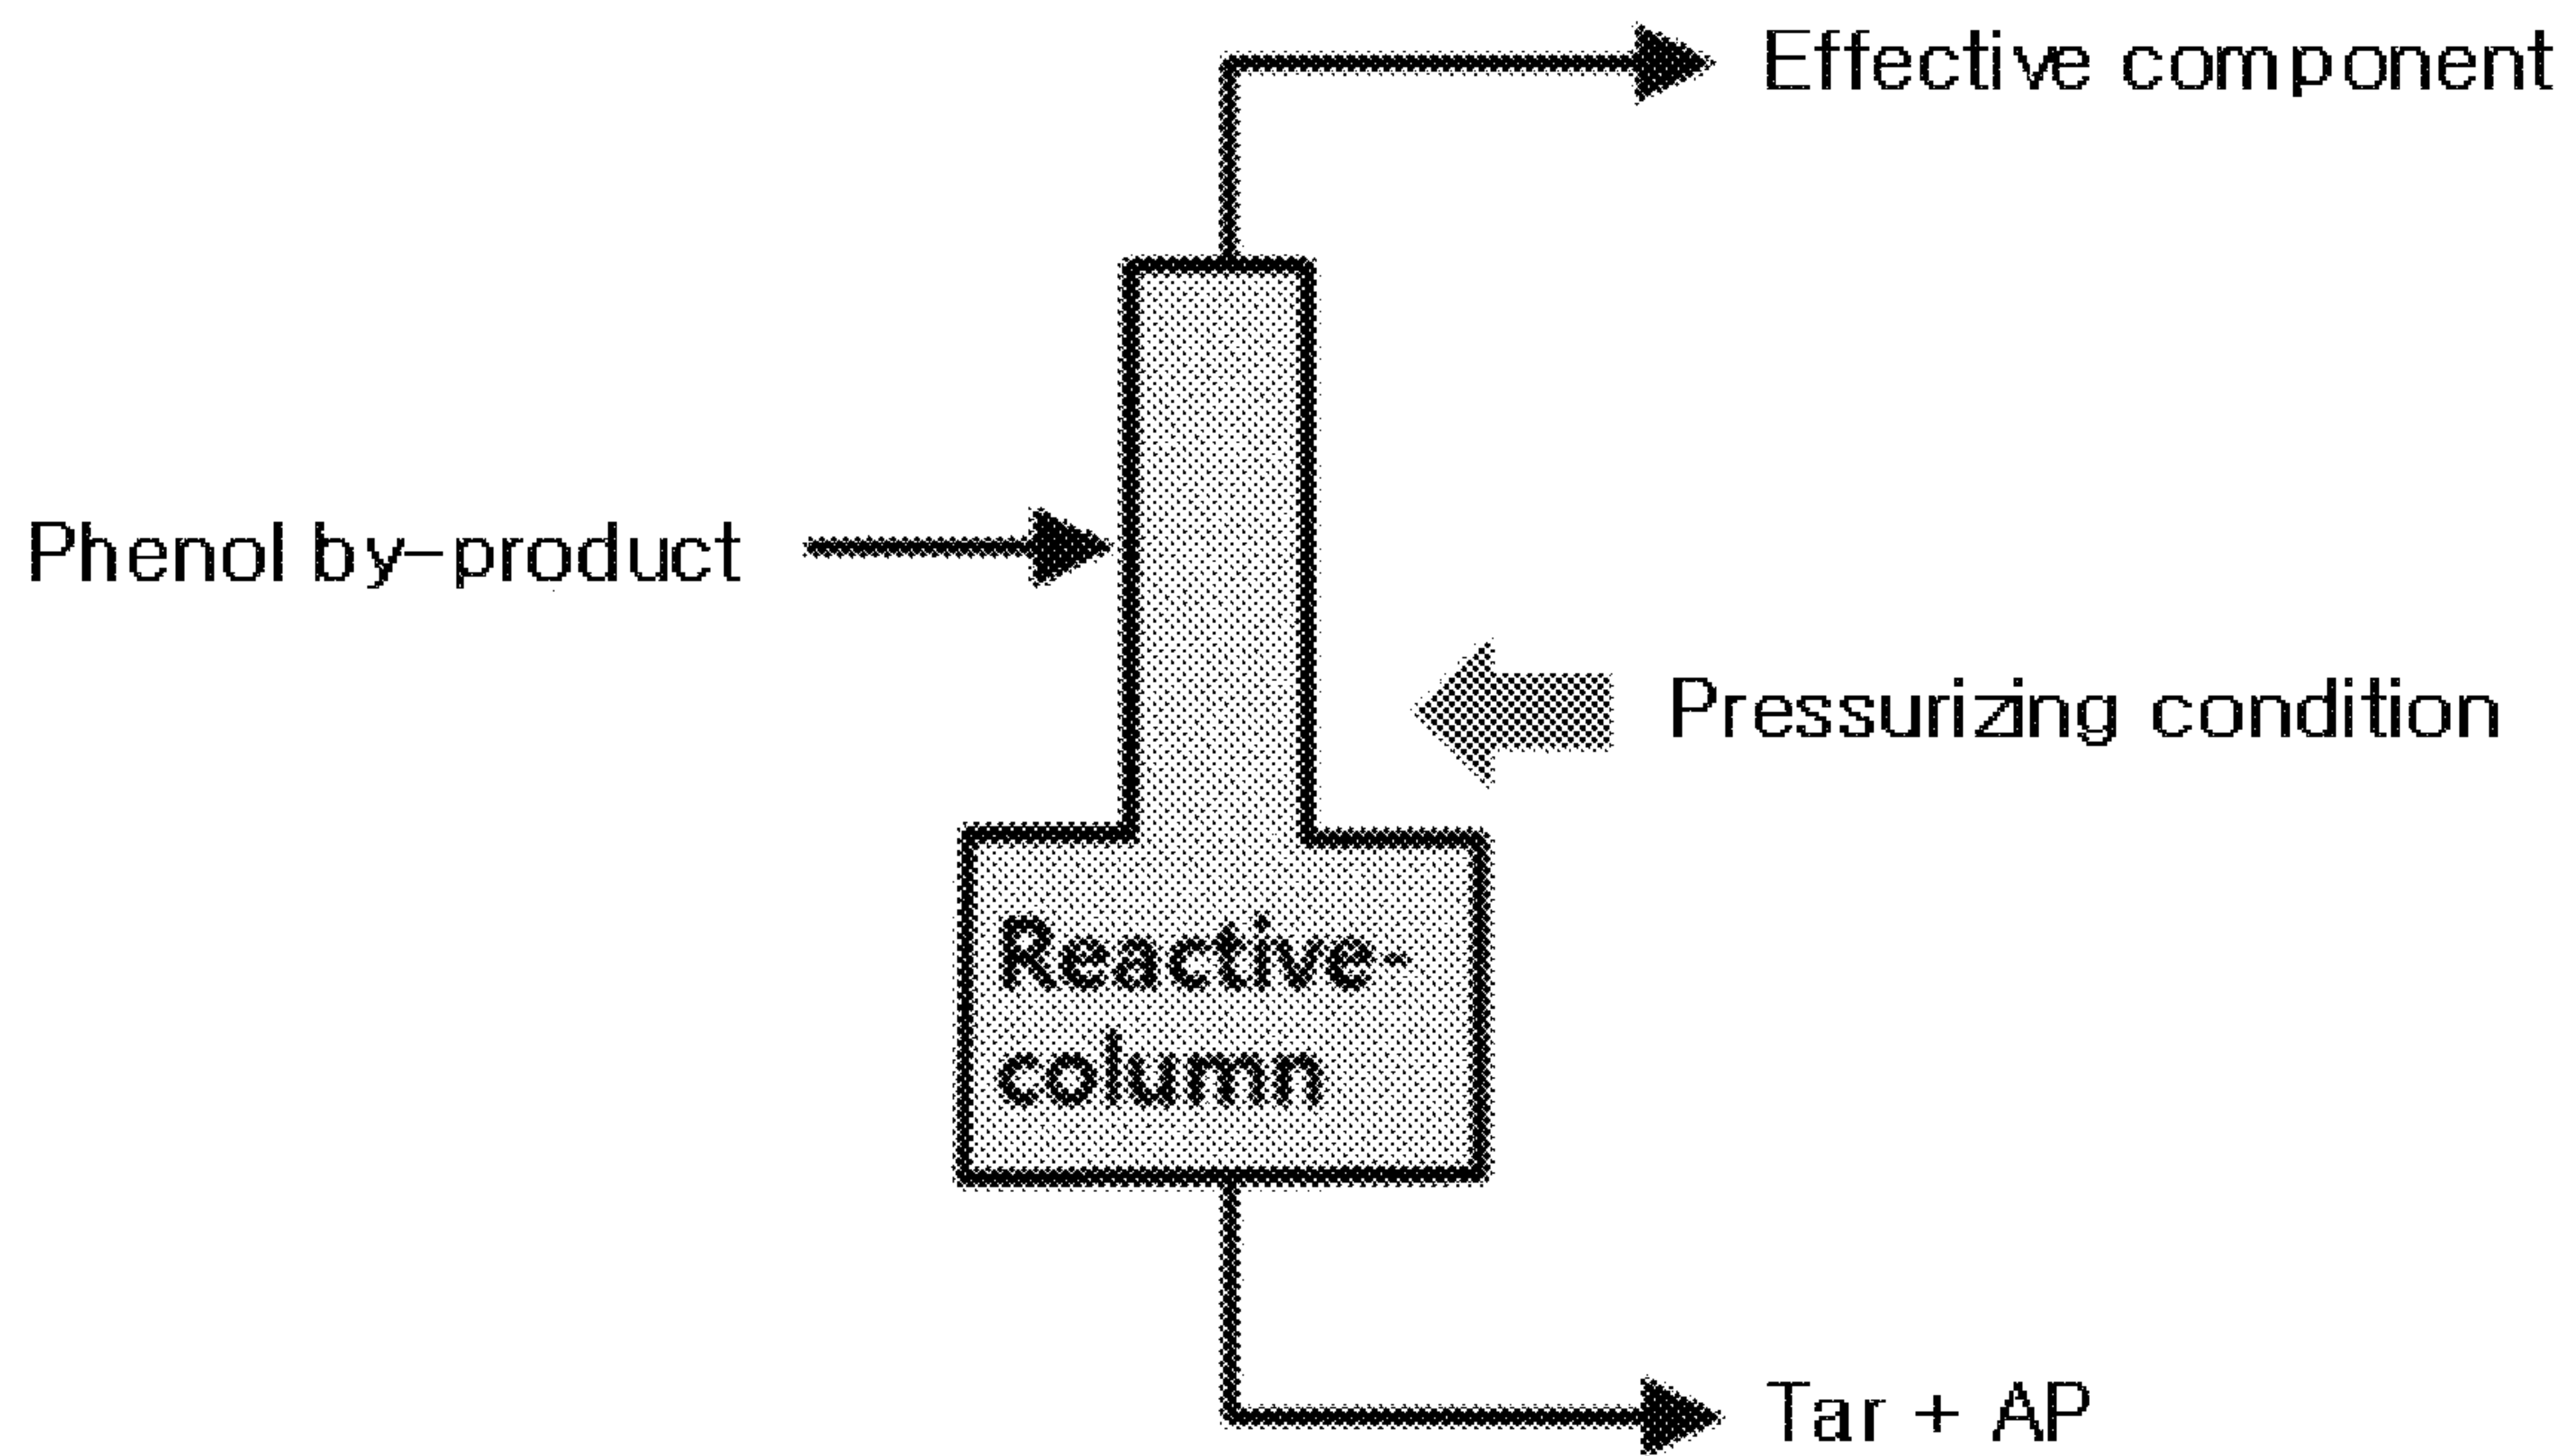 Effective component
Phenol by-product
Pressurizing condition
Reactive-
column
Tar + AP